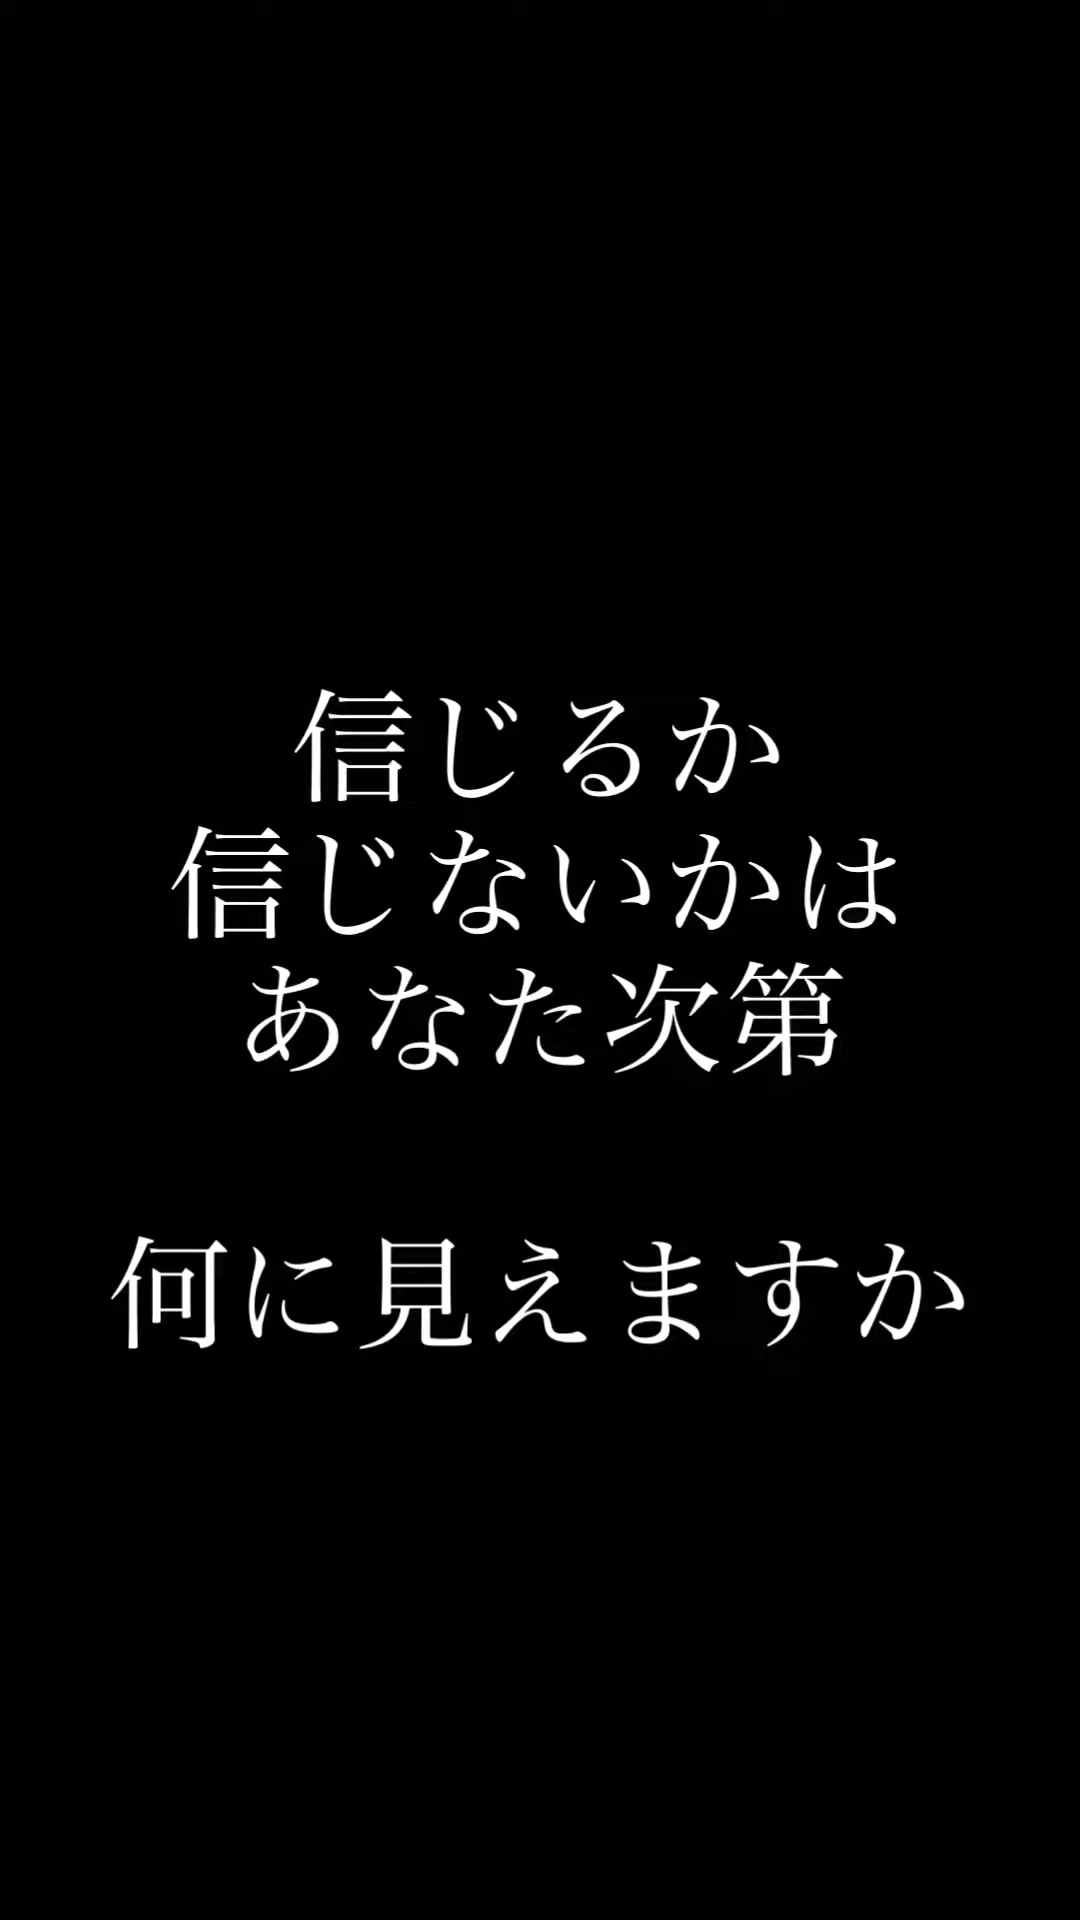 信じるか
信じないかは
あなた次第
何に見えますか